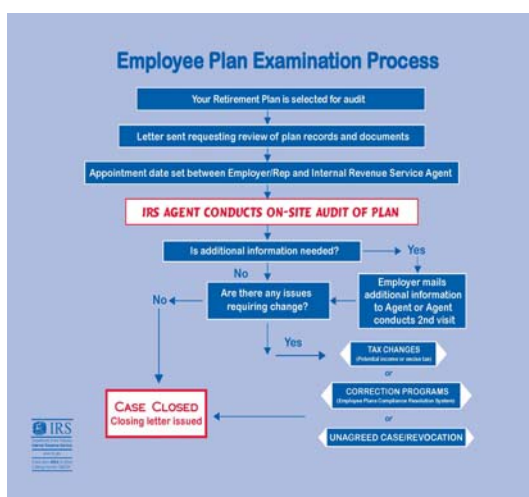 Employee Plan Examination Process
Your Retirement Plan is selected for audit
Letter sent requesting review of plan records and documents
Appointment date set between Employer/Rep and Internal Revenue Service Agent
IRS AGENT CONDUCTS ON-SITE AUDIT OF PLAN
Is additional information needed?
Yes
No
Employer mails
additional information
to Agent or Agent
conducts 2nd visit
Are there any issues
requiring change?
No
Yes
TAX CHANGES
(Potential income or excise tax)
or
CORRECTION PROGRAMS
(Employee Plans Compliance Resolution System)
or
UNAGREED CASE/REVOCATION
CASE CLOSED
Closing letter issued
IRS